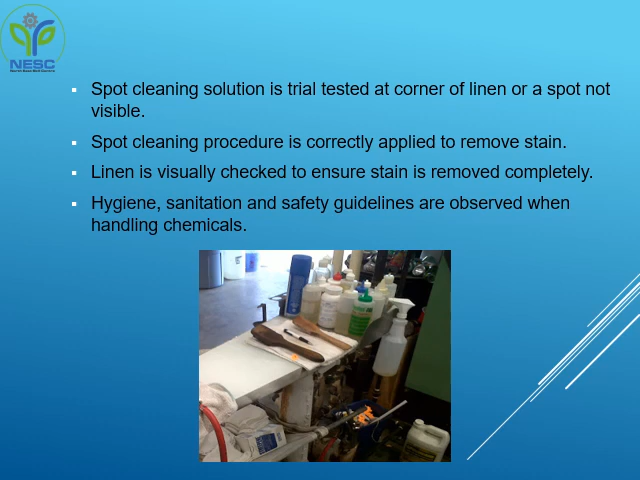 NESC
Spot cleaning solution is trial tested at corner of linen or a spot not
visible.
Spot cleaning procedure is correctly applied to remove stain.
Linen is visually checked to ensure stain is removed completely.
Hygiene, sanitation and safety guidelines are observed when
handling chemicals.